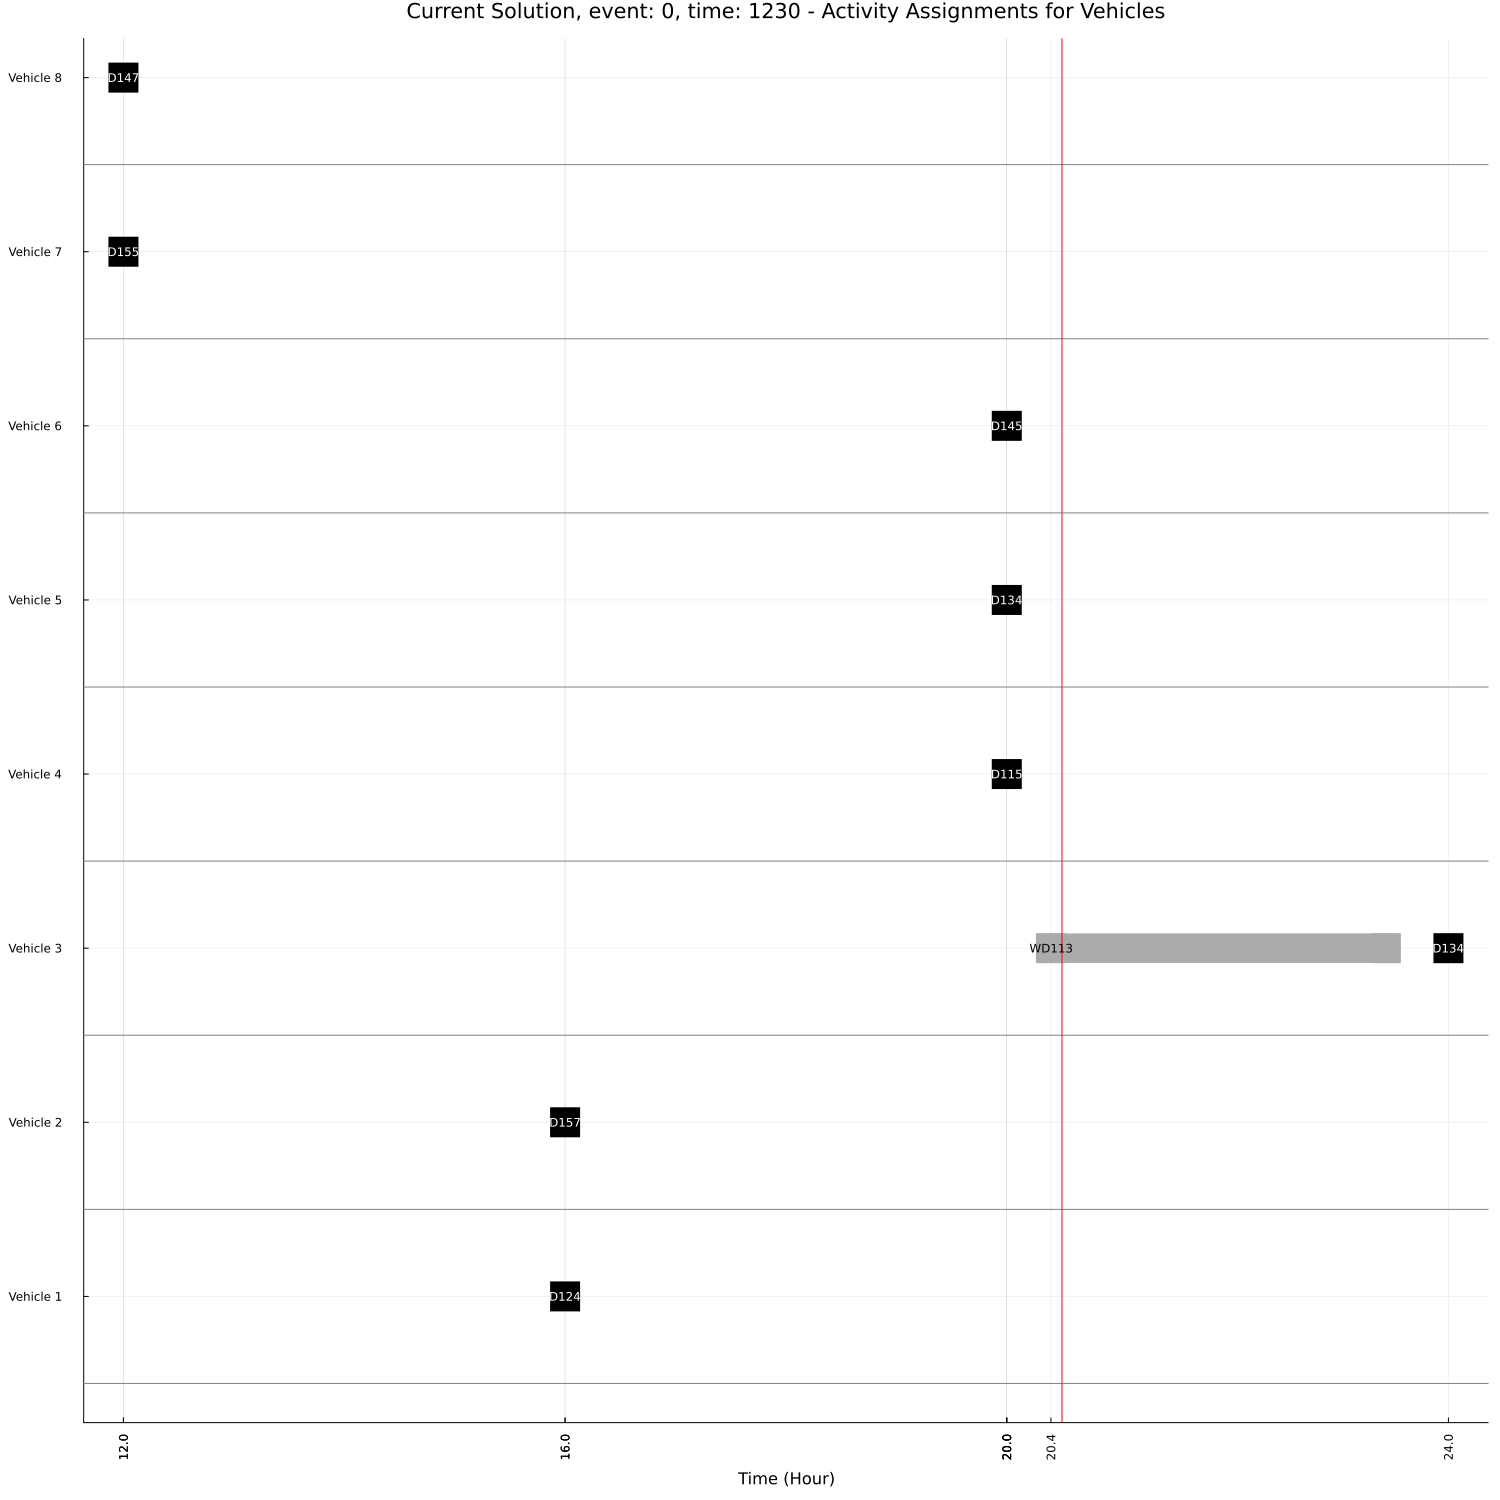 Current Solution, event: 0, time: 1230 - Activity Assignments for Vehicles
Vehicle 8
D147
Vehicle 7
D155
Vehicle 6
D145
Vehicle 5
D134
Vehicle 4
D115
Vehicle 3
WD113
D134
Vehicle 2
D157
Vehicle 1
D124
12.0
16.0
20.0
20.4
24.0
Time (Hour)